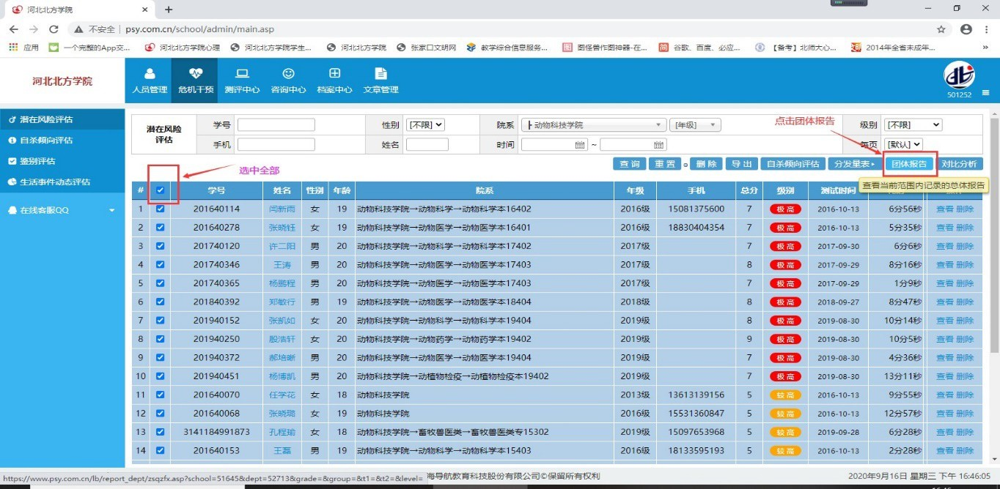 河北北方学院
不安全 psy.com.cn/school/admin/main.asp
应用 一个完整的App交... 河北北方学院心理 河北北方学院学生... 河北北方学院 张家口文明网 教学综合信息服务... 图怪兽作图神器-在... 谷歌、百度、必应... 【备考】北师大心... 2014年全省未成年...
河北北方学院 人员管理 危机干预 测评中心 咨询中心 档案中心 文章管理 501252
潜在风险评估
自杀倾向评估
鉴别评估
生活事件动态评估
在线客服QQ
潜在风险评估 学号 性别 [不限] 院系 动物科技学院 [年级] 级别 [不限]
手机 姓名 时间 ~ 每页 [默认]
点击团体报告
查 询 重 置 删 除 导 出 自杀倾向评估 分发量表 团体报告 对比分析
选中全部
查看当前范围内记录的总体报告
# 学号 姓名 性别 年龄 院系 年级 手机 总分 级别 测试时间
1 201640114 闫新雨 女 19 动物科技学院→动物科学→动物科学本16402 2016级 15081375600 7 极高 2016-10-13 6分56秒 查看 删除
2 201640278 张晓钰 女 19 动物科技学院→动物科学→动物科学本16401 2016级 18830404354 7 极高 2016-10-13 5分35秒 查看 删除
3 201740120 许二阳 男 20 动物科技学院→动物科学→动物科学本17402 2017级 7 极高 2017-09-30 6分6秒 查看 删除
4 201740346 王涛 男 20 动物科技学院→动物医学→动物医学本17403 2017级 8 极高 2017-09-29 8分16秒 查看 删除
5 201740365 杨鹏程 男 20 动物科技学院→动物医学→动物医学本17403 2017级 7 极高 2017-09-29 1分9秒 查看 删除
6 201840392 郑敏行 男 19 动物科技学院→动物医学→动物医学本18404 2018级 8 极高 2018-09-27 8分47秒 查看 删除
7 201940152 张凯如 女 20 动物科技学院→动物科学→动物科学本19404 2019级 8 极高 2019-08-30 10分14秒 查看 删除
8 201940250 殷浩轩 女 20 动物科技学院→动物药学→动物药学本19402 2019级 9 极高 2019-08-30 10分5秒 查看 删除
9 201940372 郝培晰 男 20 动物科技学院→动物医学→动物医学本19404 2019级 7 极高 2019-08-30 4分36秒 查看 删除
10 201940451 杨博凯 男 20 动物科技学院→动植物检疫→动植物检疫本19402 2019级 7 极高 2019-08-30 13分11秒 查看 删除
11 201640070 任学花 女 18 动物科技学院 2013级 13613139156 5 较高 2016-10-13 9分55秒 查看 删除
12 201640068 张晓璐 女 19 动物科技学院 2016级 15531360847 5 较高 2016-10-13 12分57秒 查看 删除
13 3141184991873 孔程瑜 女 18 动物科技学院→畜牧兽医类→畜牧兽医类专15302 2019级 15097653968 5 较高 2019-09-28 6分28秒 查看 删除
14 201640153 王磊 男 19 动物科技学院→动物科学→动物科学本15403 2016级 18133595193 5 较高 2016-10-13 2分28秒 查看 删除
https://www.psy.com.cn/lb/report_dept/zsqzfx.asp?school=51645&dept=52713&grade=&group=&t1=&t2=&level= 海导航教育科技股份有限公司©保留所有权利 2020年9月16日 星期三 下午 16:46:05